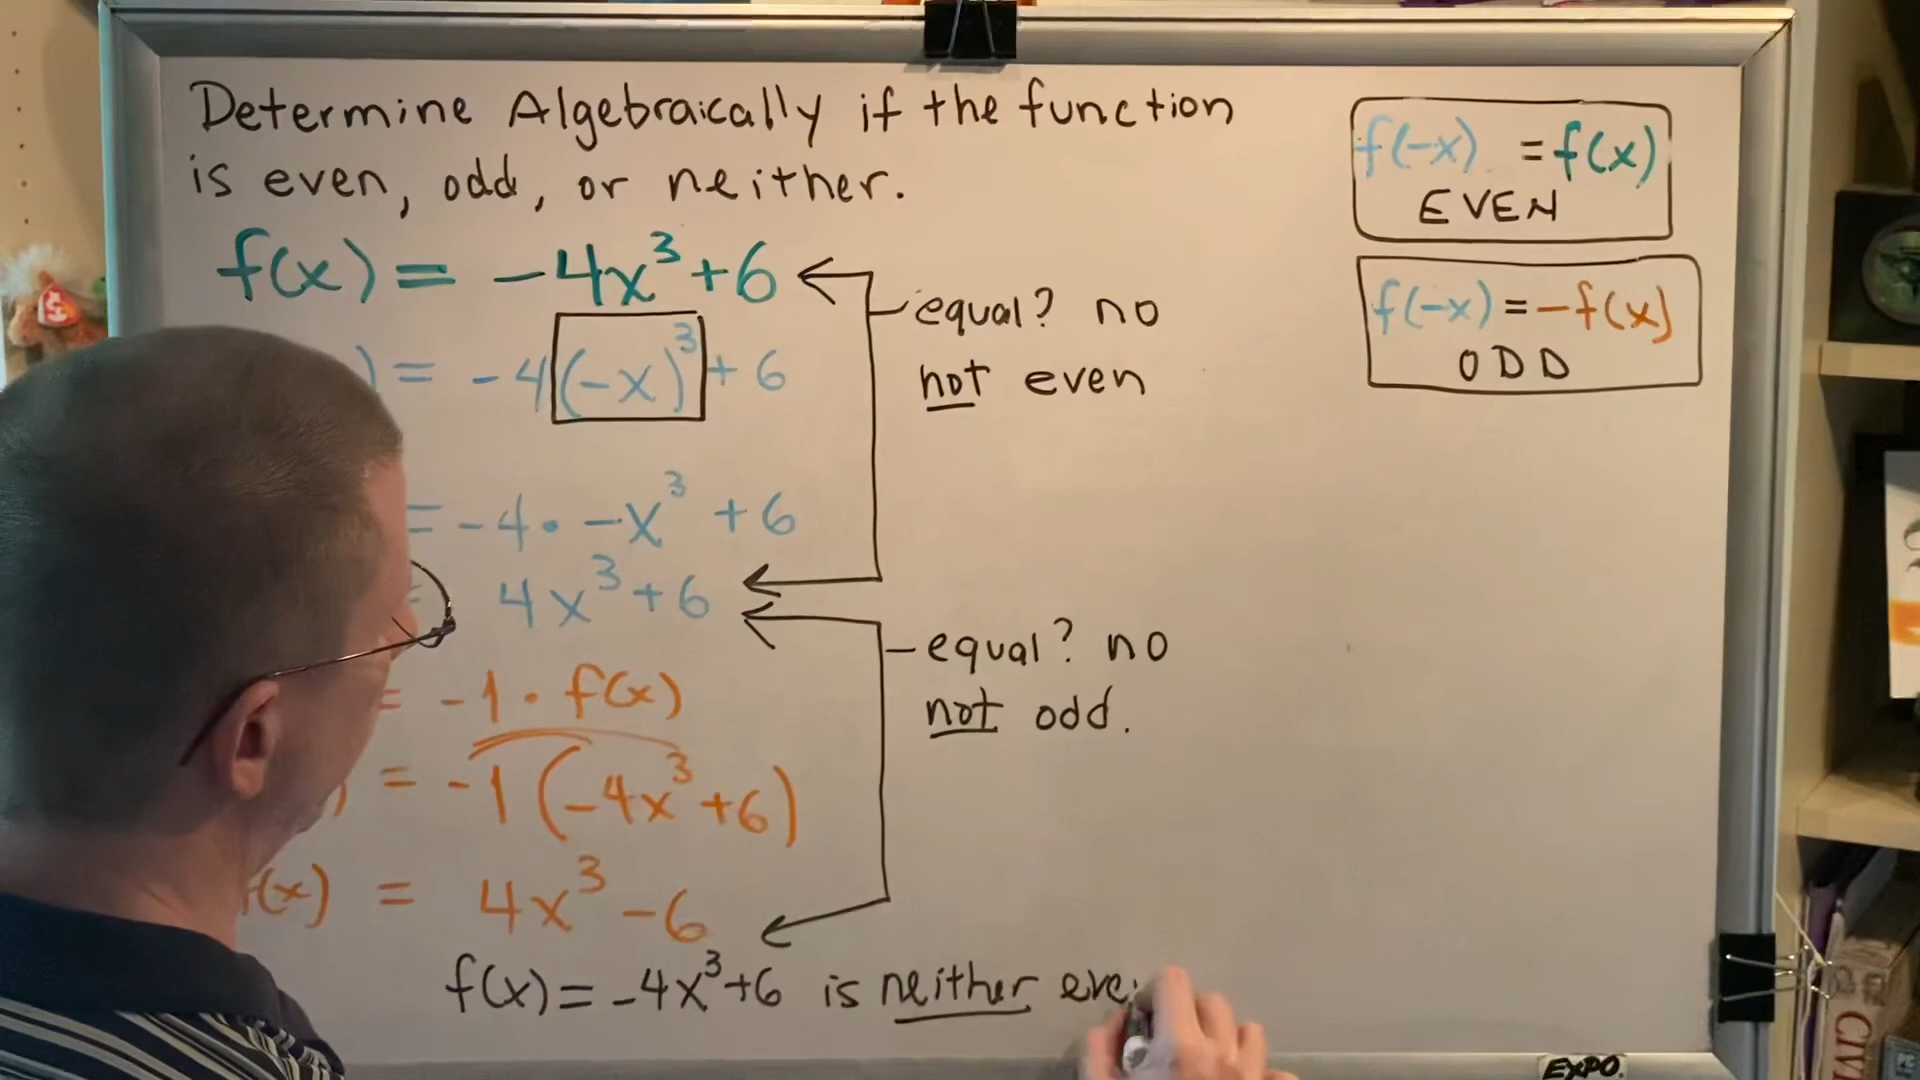 Determine Algebraically if the function
is even, odd, or neither.
f(x) = -4x³+6
) = -4(-x)³+6
= -4 · -x³ +6
= 4x³+6
= -1 · f(x)
) = -1(-4x³+6)
f(x) = 4x³-6
f(x) = -4x³+6 is neither eve
equal? no
not even
equal? no
not odd.
f(-x) = f(x)
EVEN
f(-x) = -f(x)
ODD
EXPO